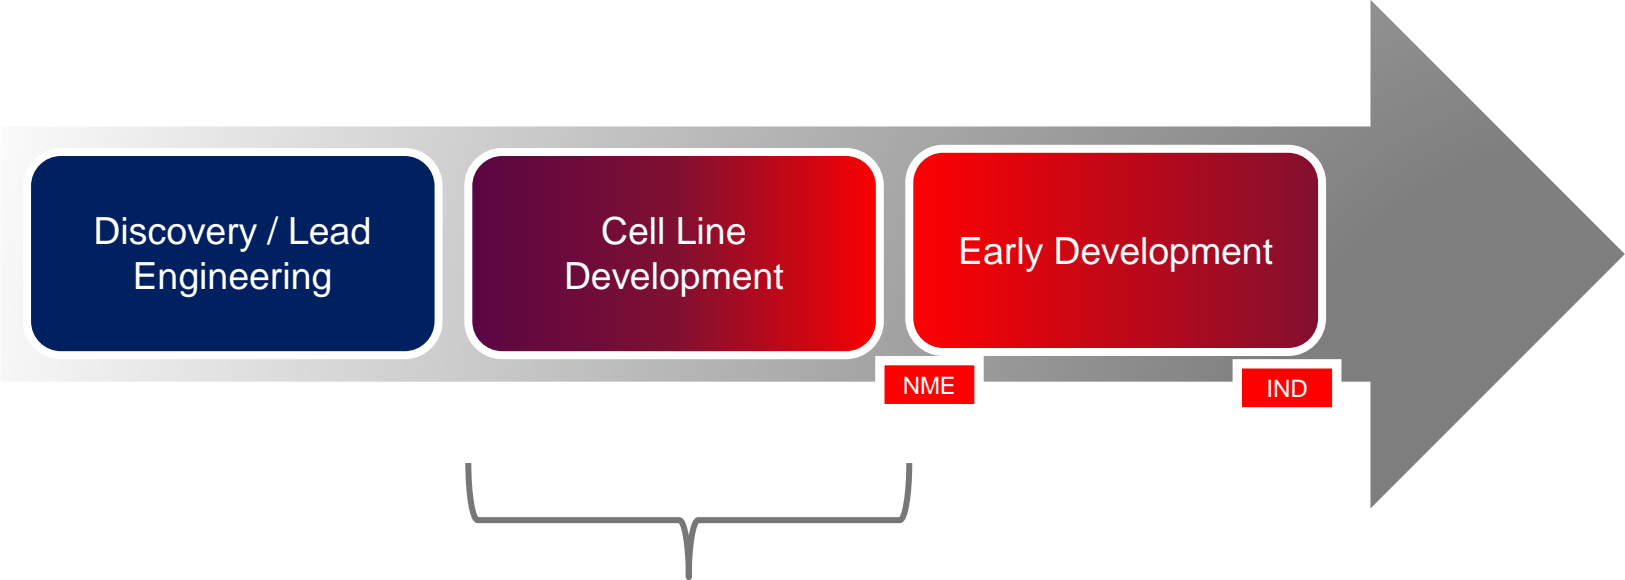 Discovery / Lead
Engineering
Cell Line
Development
Early Development
NME
IND